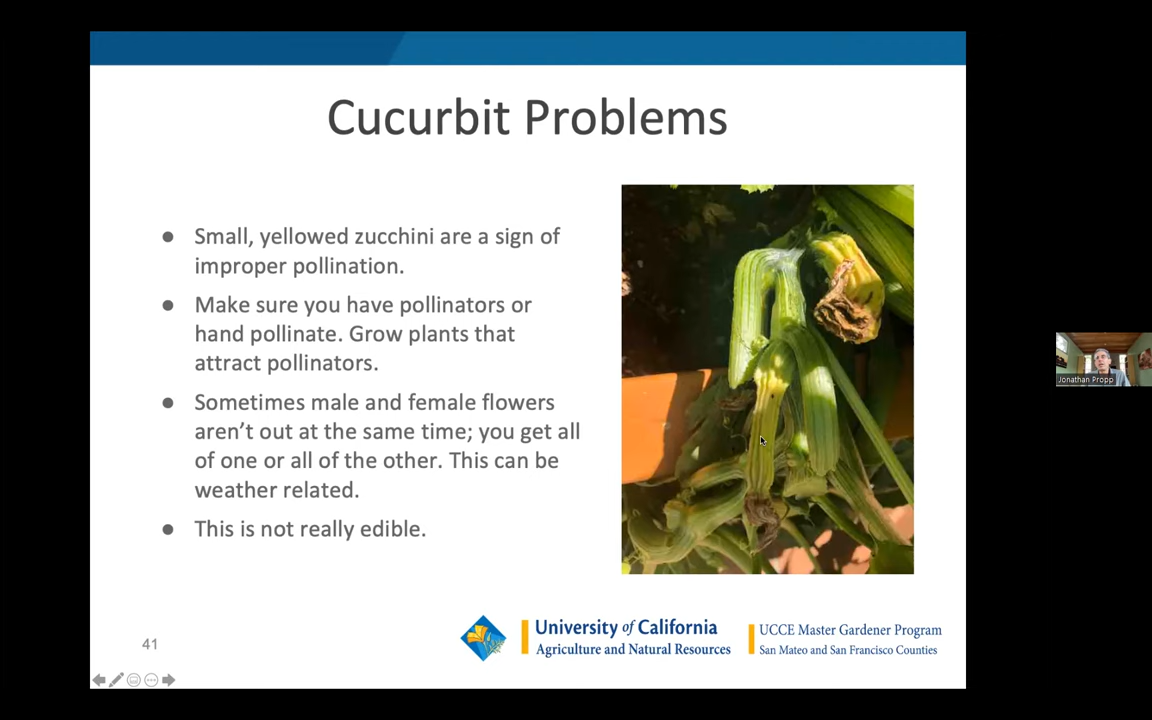 Cucurbit Problems
● Small, yellowed zucchini are a sign of
improper pollination.
● Make sure you have pollinators or
hand pollinate. Grow plants that
attract pollinators.
● Sometimes male and female flowers
aren’t out at the same time; you get all
of one or all of the other. This can be
weather related.
● This is not really edible.
Jonathan Propp
41
University of California
Agriculture and Natural Resources
UCCE Master Gardener Program
San Mateo and San Francisco Counties